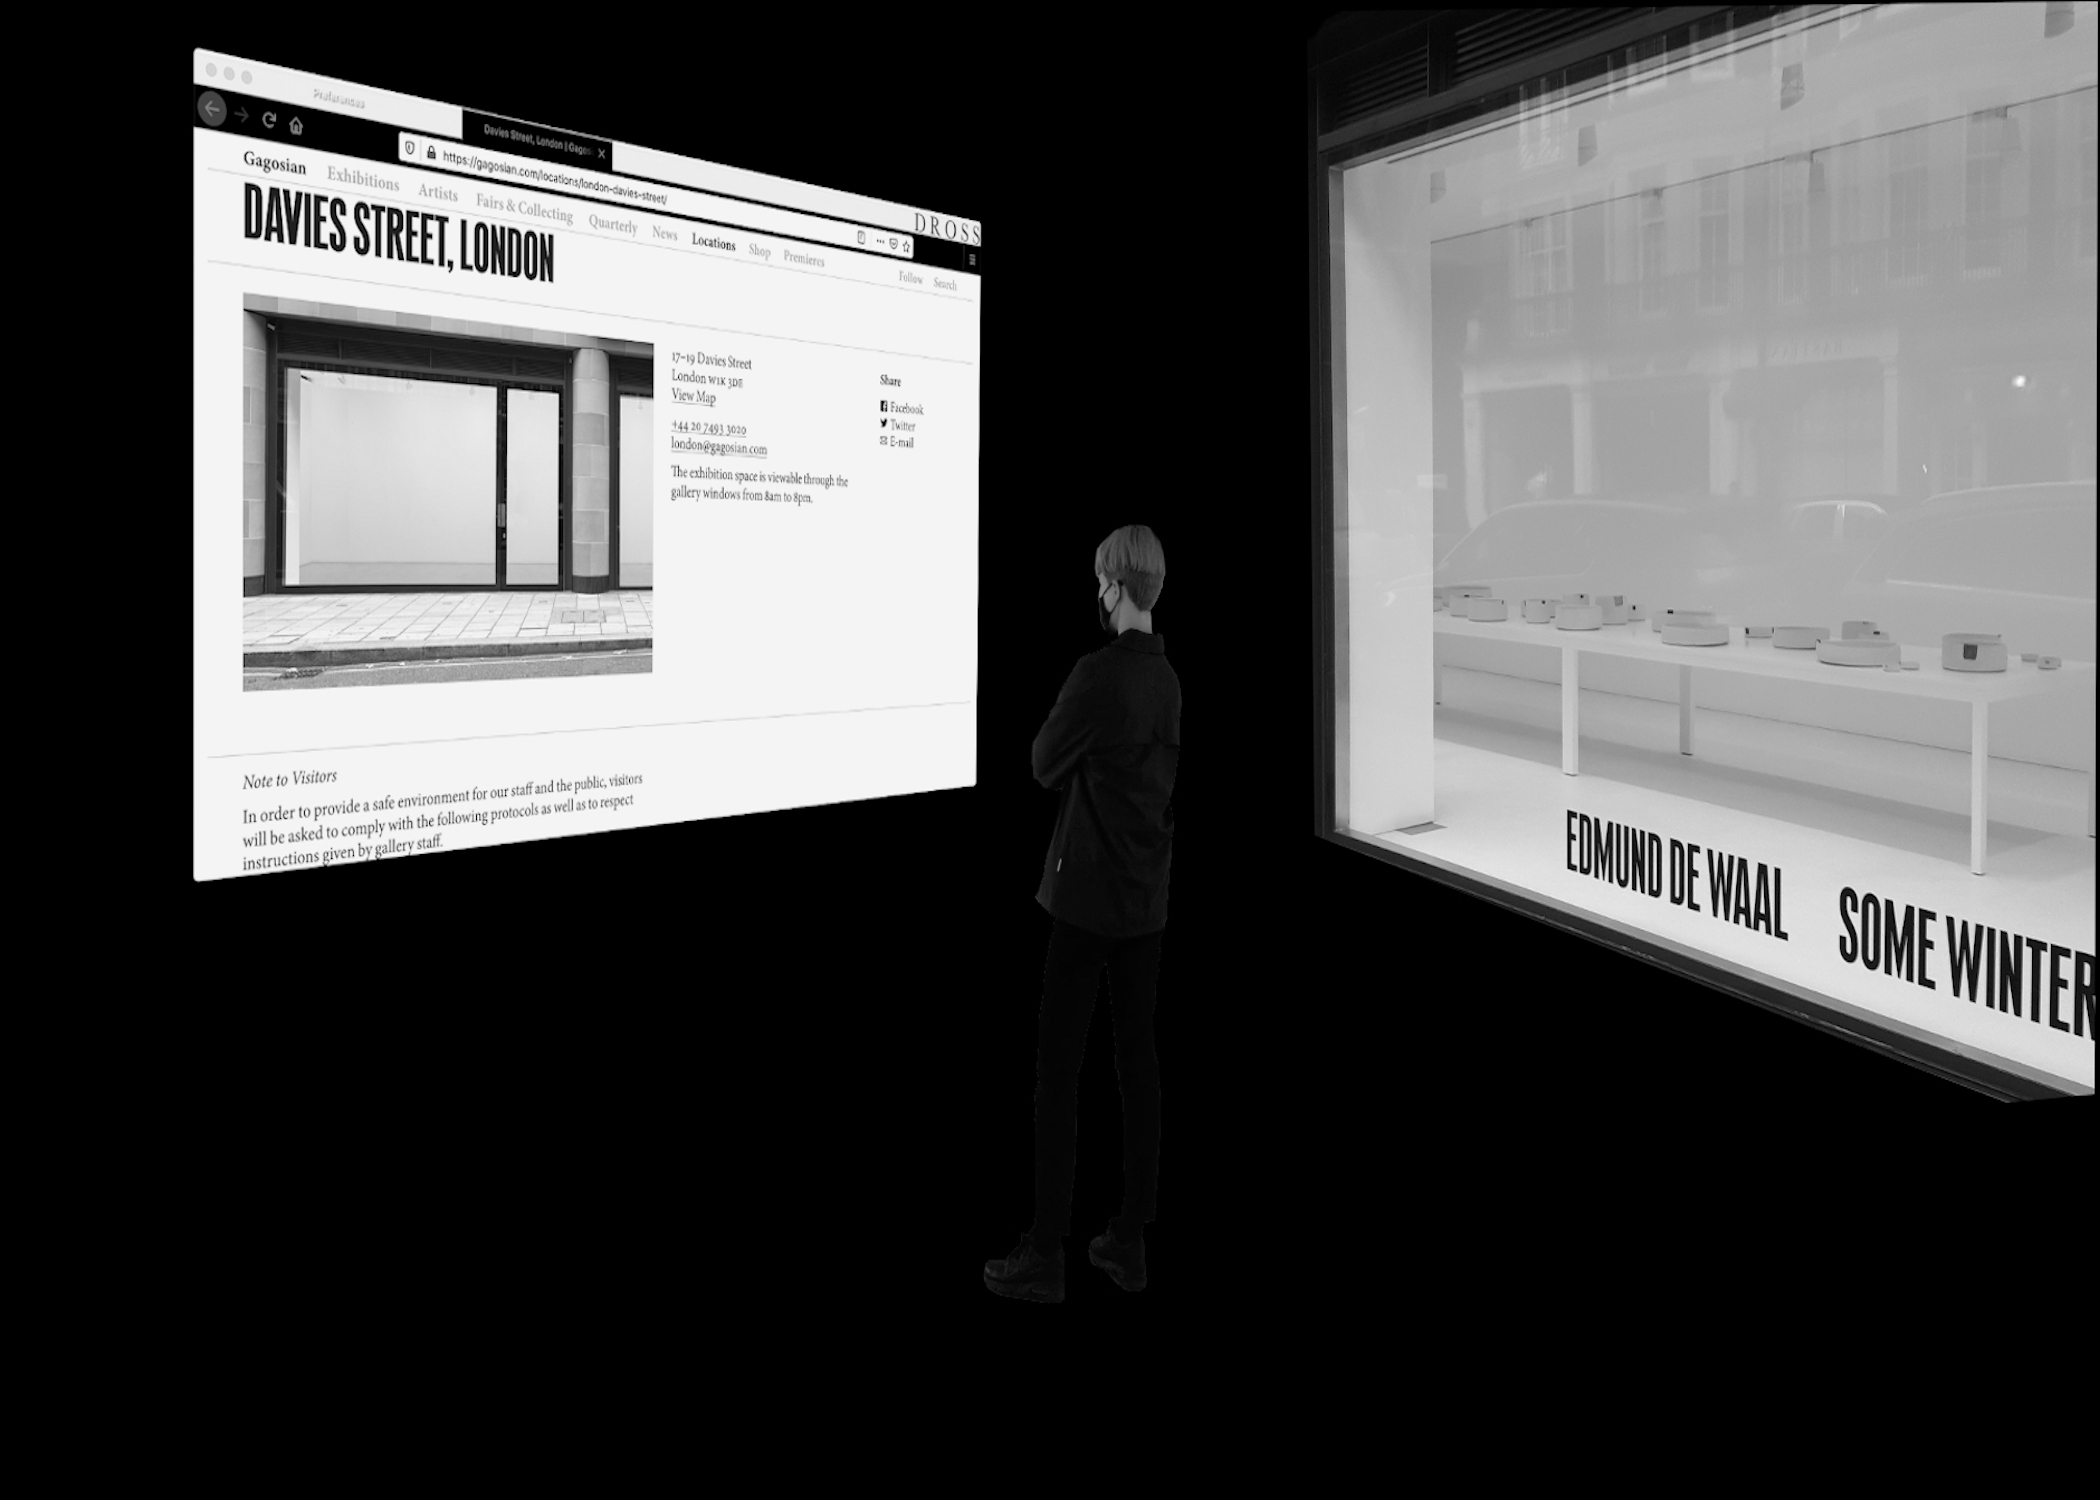 Preferences
Davies Street, London | Gagos
https://gagosian.com/locations/london-davies-street/
DROSS
Gagosian Exhibitions Artists Fairs & Collecting Quarterly News Locations Shop Premieres
Follow Search
DAVIES STREET, LONDON
17–19 Davies Street
London W1K 3DE
View Map
+44 20 7493 3020
london@gagosian.com
The exhibition space is viewable through the
gallery windows from 8am to 8pm.
Share
Facebook
Twitter
E-mail
Note to Visitors
In order to provide a safe environment for our staff and the public, visitors
will be asked to comply with the following protocols as well as to respect
instructions given by gallery staff.
EDMUND DE WAAL SOME WINTER